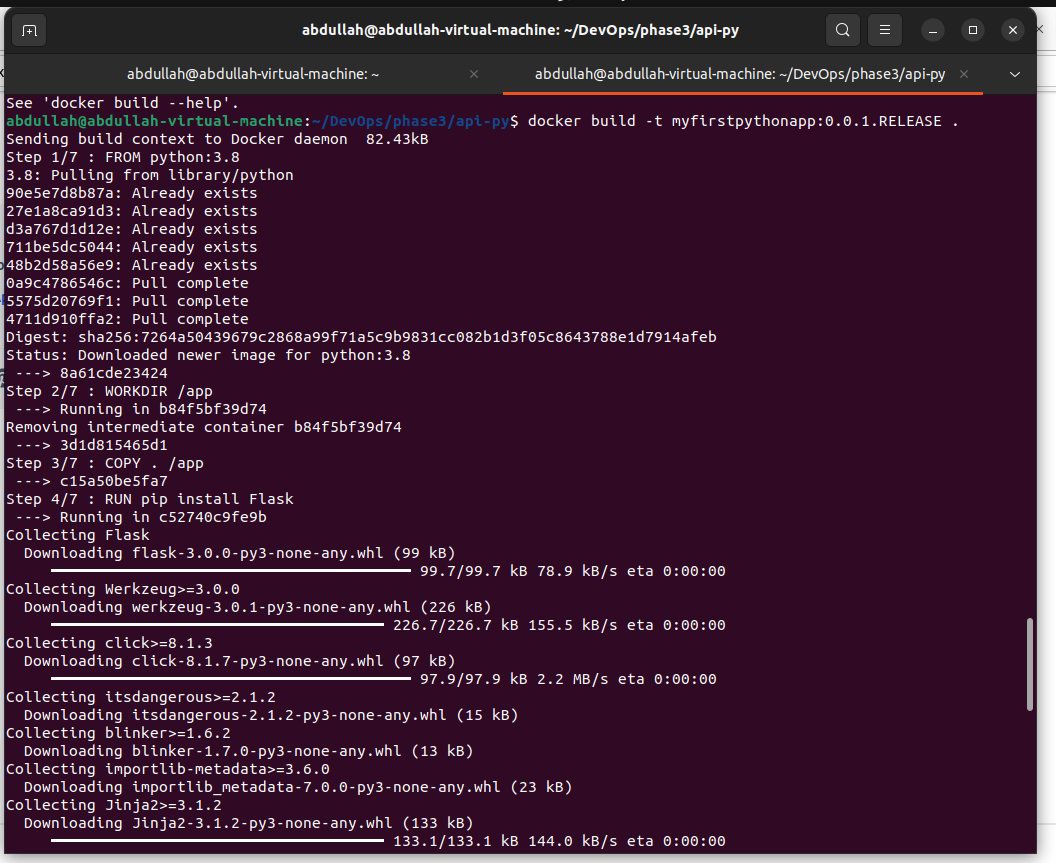 abdullah@abdullah-virtual-machine: ~/DevOps/phase3/api-py
abdullah@abdullah-virtual-machine: ~
abdullah@abdullah-virtual-machine: ~/DevOps/phase3/api-py
See 'docker build --help'.
abdullah@abdullah-virtual-machine:~/DevOps/phase3/api-py$ docker build -t myfirstpythonapp:0.0.1.RELEASE .
Sending build context to Docker daemon  82.43kB
Step 1/7 : FROM python:3.8
3.8: Pulling from library/python
90e5e7d8b87a: Already exists
27e1a8ca91d3: Already exists
d3a767d1d12e: Already exists
711be5dc5044: Already exists
48b2d58a56e9: Already exists
0a9c4786546c: Pull complete
5575d20769f1: Pull complete
4711d910ffa2: Pull complete
Digest: sha256:7264a50439679c2868a99f71a5c9b9831cc082b1d3f05c8643788e1d7914afeb
Status: Downloaded newer image for python:3.8
 ---> 8a61cde23424
Step 2/7 : WORKDIR /app
 ---> Running in b84f5bf39d74
Removing intermediate container b84f5bf39d74
 ---> 3d1d815465d1
Step 3/7 : COPY . /app
 ---> c15a50be5fa7
Step 4/7 : RUN pip install Flask
 ---> Running in c52740c9fe9b
Collecting Flask
  Downloading flask-3.0.0-py3-none-any.whl (99 kB)
99.7/99.7 kB 78.9 kB/s eta 0:00:00
Collecting Werkzeug>=3.0.0
  Downloading werkzeug-3.0.1-py3-none-any.whl (226 kB)
226.7/226.7 kB 155.5 kB/s eta 0:00:00
Collecting click>=8.1.3
  Downloading click-8.1.7-py3-none-any.whl (97 kB)
97.9/97.9 kB 2.2 MB/s eta 0:00:00
Collecting itsdangerous>=2.1.2
  Downloading itsdangerous-2.1.2-py3-none-any.whl (15 kB)
Collecting blinker>=1.6.2
  Downloading blinker-1.7.0-py3-none-any.whl (13 kB)
Collecting importlib-metadata>=3.6.0
  Downloading importlib_metadata-7.0.0-py3-none-any.whl (23 kB)
Collecting Jinja2>=3.1.2
  Downloading Jinja2-3.1.2-py3-none-any.whl (133 kB)
133.1/133.1 kB 144.0 kB/s eta 0:00:00